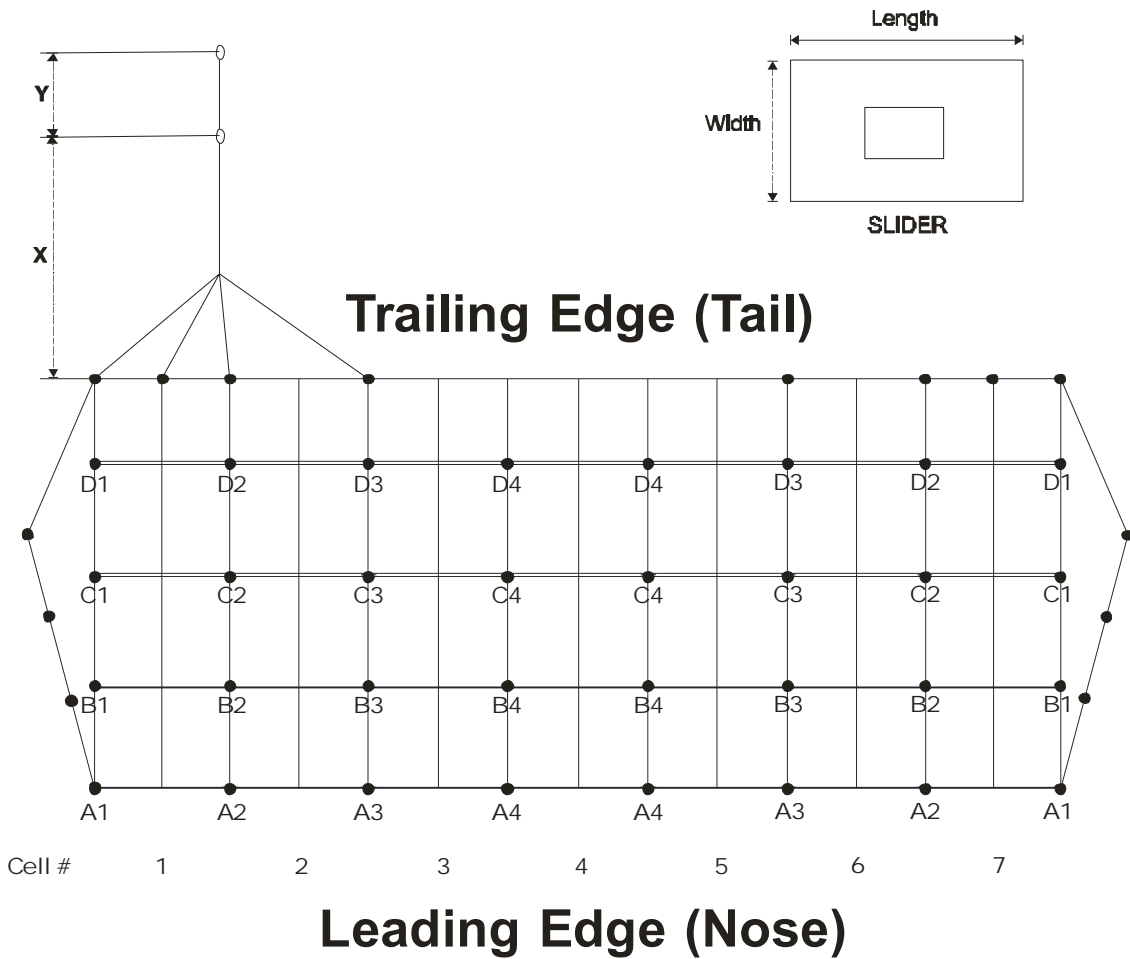 Length
Y
Width
X
SLIDER
Trailing Edge (Tail)
D1 D2 D3 D4 D4 D3 D2 D1
C1 C2 C3 C4 C4 C3 C2 C1
B1 B2 B3 B4 B4 B3 B2 B1
A1 A2 A3 A4 A4 A3 A2 A1
Cell # 1 2 3 4 5 6 7
Leading Edge (Nose)